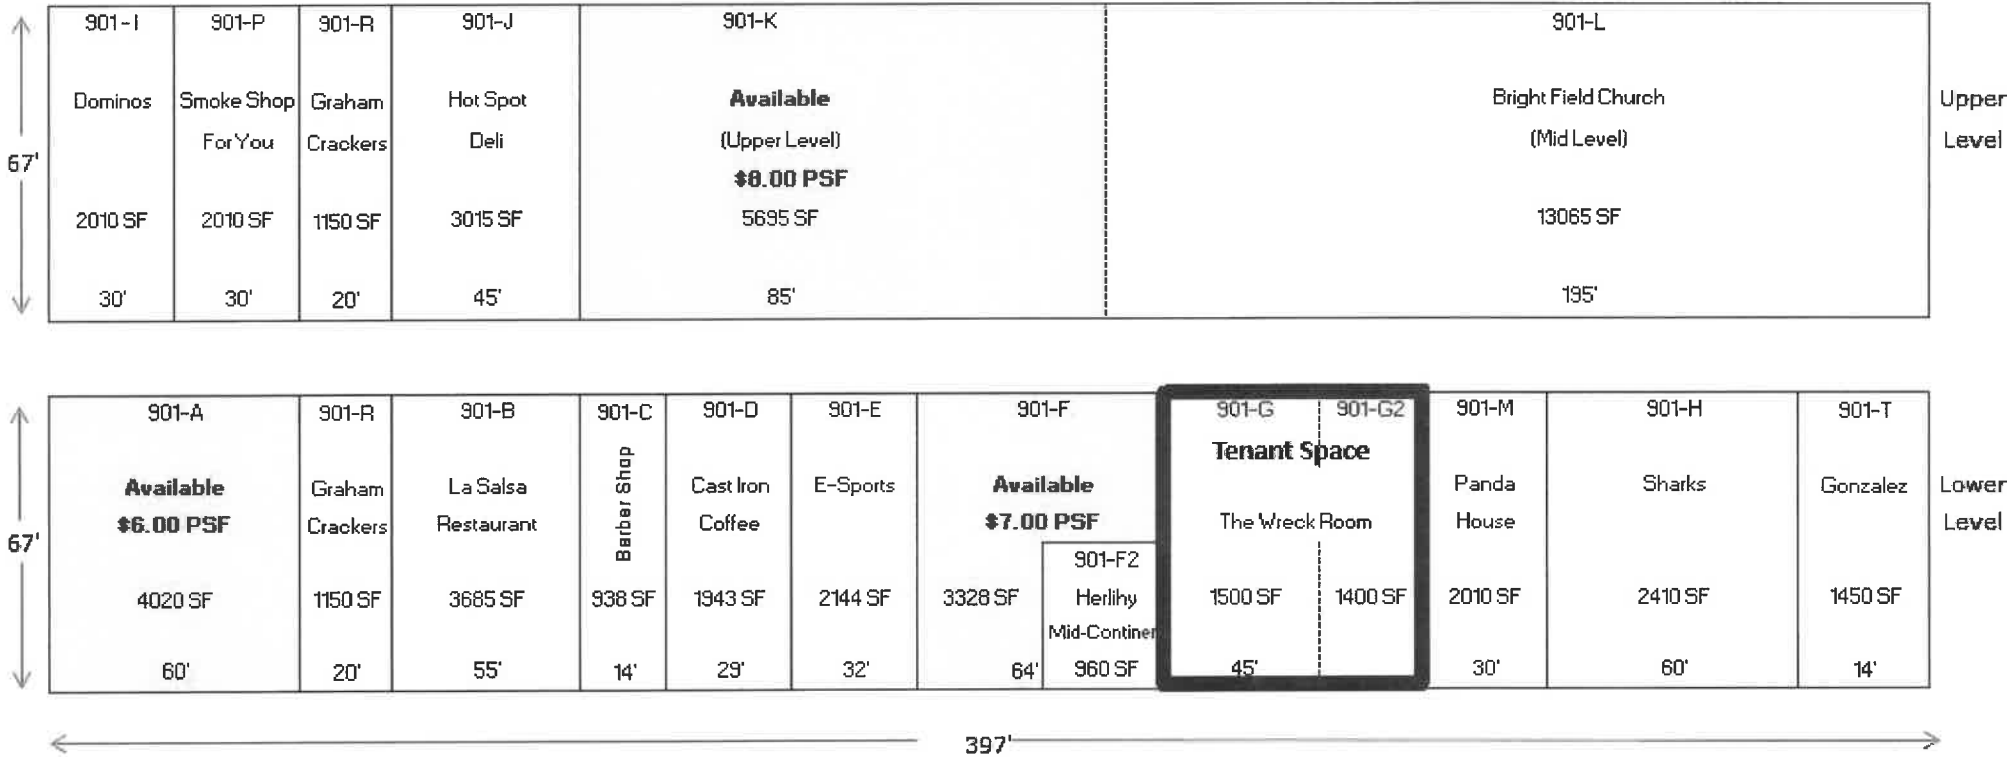 901-I
Dominos
2010 SF
30'
901-P
Smoke Shop
For You
2010 SF
30'
901-R
Graham
Crackers
1150 SF
20'
901-J
Hot Spot
Deli
3015 SF
45'
901-K
Available
(Upper Level)
$8.00 PSF
5695 SF
85'
901-L
Bright Field Church
(Mid Level)
13065 SF
195'
67'
Upper
Level
901-A
Available
$6.00 PSF
4020 SF
60'
901-R
Graham
Crackers
1150 SF
20'
901-B
La Salsa
Restaurant
3685 SF
55'
901-C
Barber Shop
938 SF
14'
901-D
Cast Iron
Coffee
1943 SF
29'
901-E
E-Sports
2144 SF
32'
901-F
Available
$7.00 PSF
3328 SF
64'
901-F2
Herlihy
Mid-Continen
960 SF
901-G
901-G2
Tenant Space
The Wreck Room
1500 SF
1400 SF
45'
901-M
Panda
House
2010 SF
30'
901-H
Sharks
2410 SF
60'
901-T
Gonzalez
1450 SF
14'
67'
Lower
Level
397'